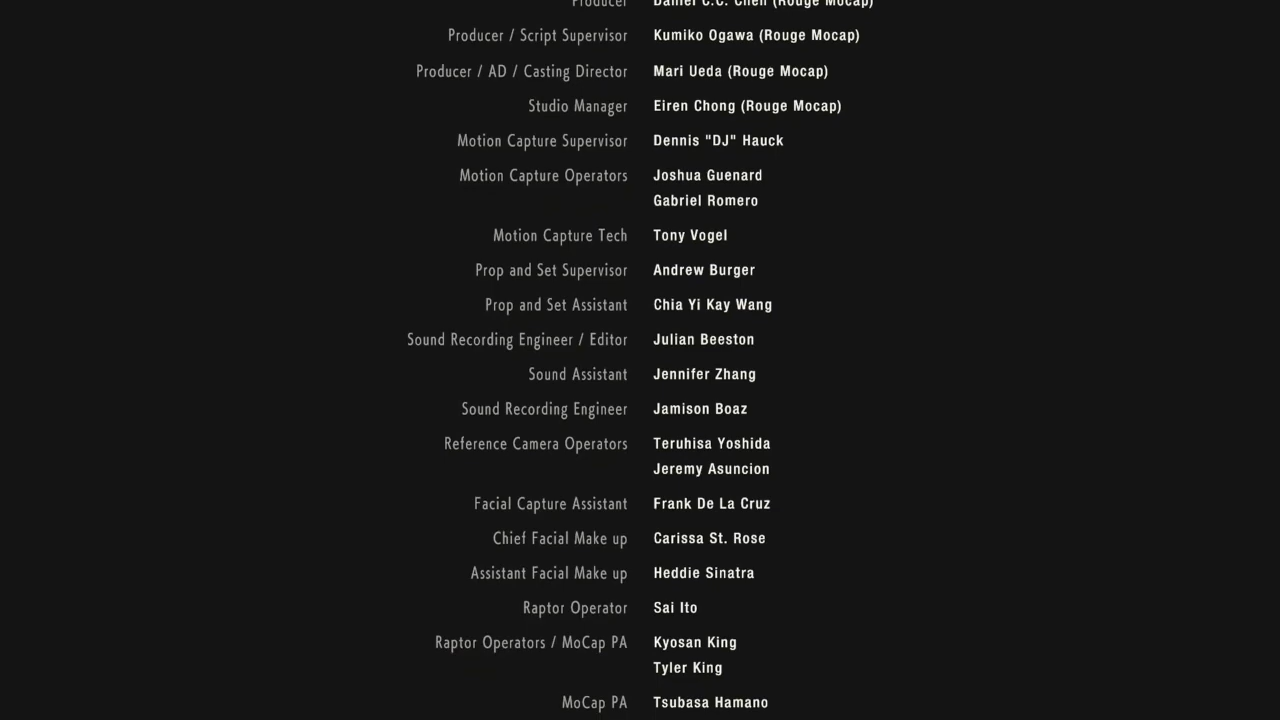 Producer Daniel C.C. Chen (Rouge Mocap)
Producer / Script Supervisor Kumiko Ogawa (Rouge Mocap)
Producer / AD / Casting Director Mari Ueda (Rouge Mocap)
Studio Manager Eiren Chong (Rouge Mocap)
Motion Capture Supervisor Dennis "DJ" Hauck
Motion Capture Operators Joshua Guenard
Gabriel Romero
Motion Capture Tech Tony Vogel
Prop and Set Supervisor Andrew Burger
Prop and Set Assistant Chia Yi Kay Wang
Sound Recording Engineer / Editor Julian Beeston
Sound Assistant Jennifer Zhang
Sound Recording Engineer Jamison Boaz
Reference Camera Operators Teruhisa Yoshida
Jeremy Asuncion
Facial Capture Assistant Frank De La Cruz
Chief Facial Make up Carissa St. Rose
Assistant Facial Make up Heddie Sinatra
Raptor Operator Sai Ito
Raptor Operators / MoCap PA Kyosan King
Tyler King
MoCap PA Tsubasa Hamano